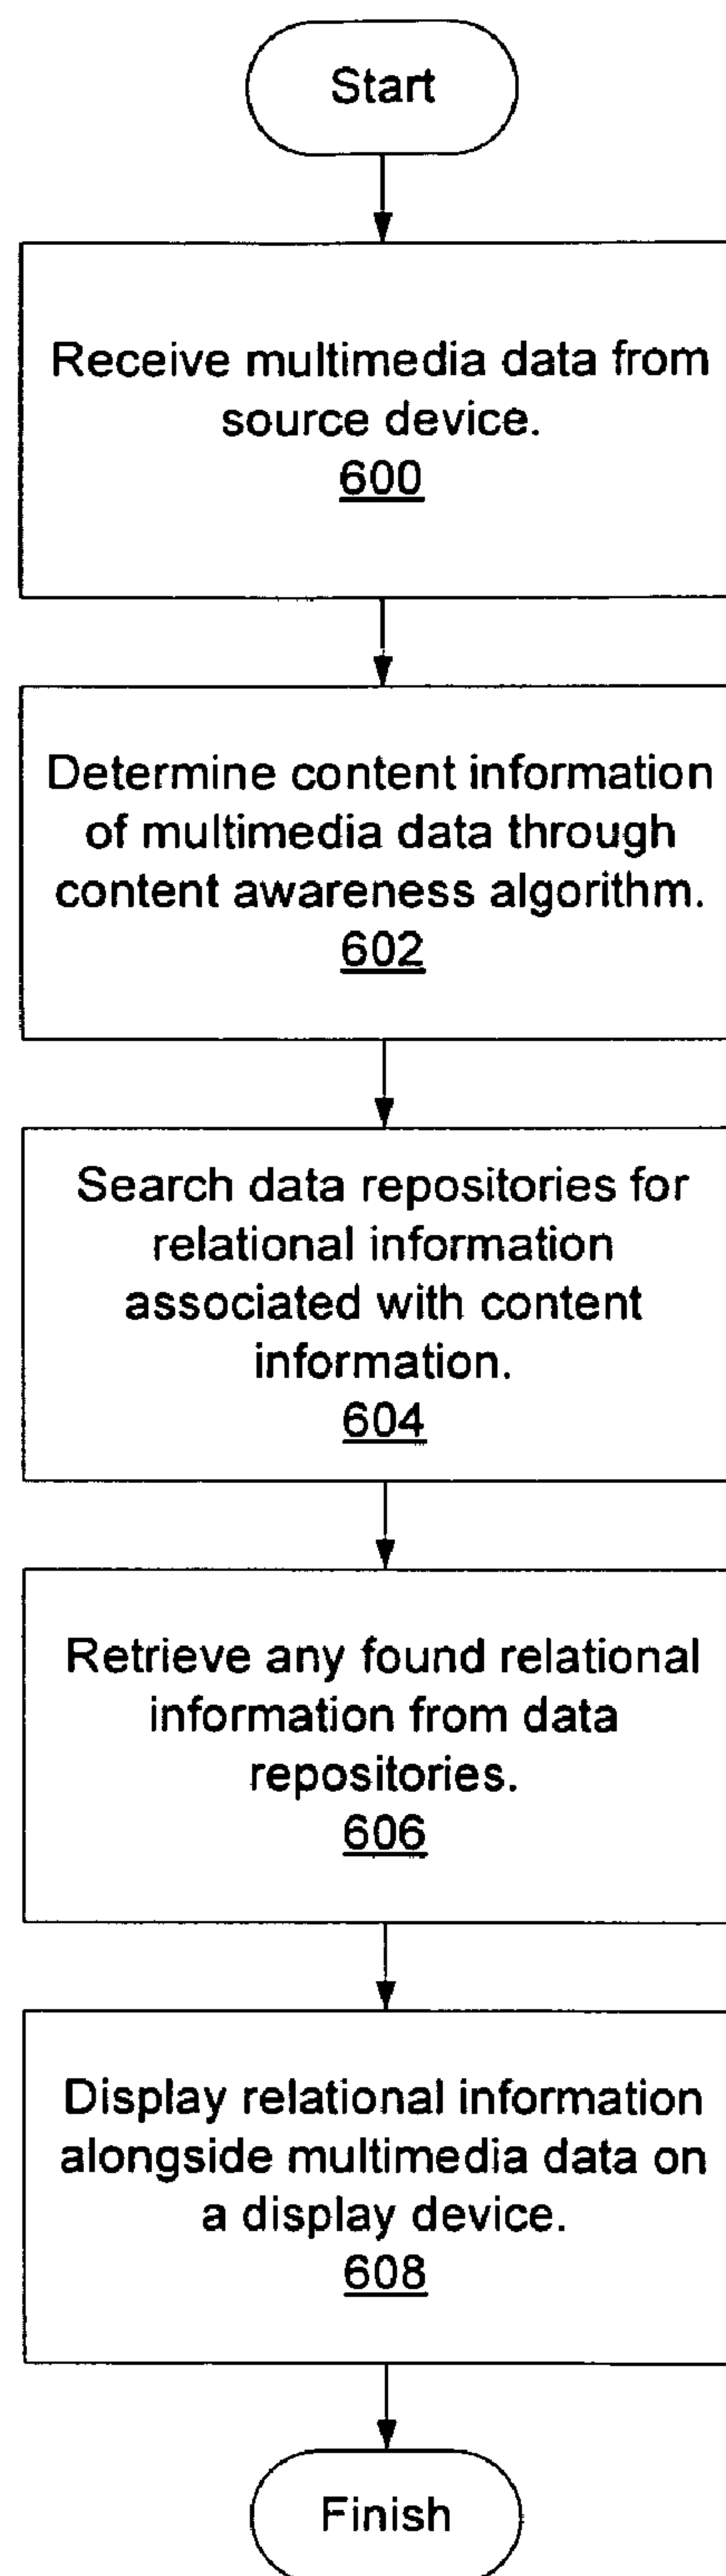 Start
Receive multimedia data from
source device.
600
Determine content information
of multimedia data through
content awareness algorithm.
602
Search data repositories for
relational information
associated with content
information.
604
Retrieve any found relational
information from data
repositories.
606
Display relational information
alongside multimedia data on
a display device.
608
Finish